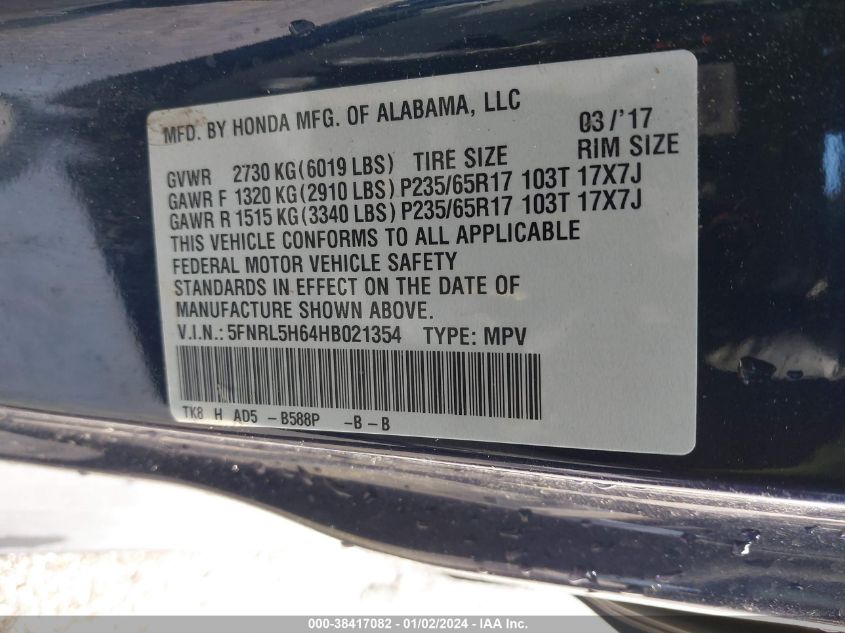 MFD. BY HONDA MFG. OF ALABAMA, LLC 03/'17
GVWR 2730 KG(6019 LBS) TIRE SIZE RIM SIZE
GAWR F 1320 KG(2910 LBS) P235/65R17 103T 17X7J
GAWR R 1515 KG(3340 LBS) P235/65R17 103T 17X7J
THIS VEHICLE CONFORMS TO ALL APPLICABLE
FEDERAL MOTOR VEHICLE SAFETY
STANDARDS IN EFFECT ON THE DATE OF
MANUFACTURE SHOWN ABOVE.
V.I.N.: 5FNRL5H64HB021354 TYPE: MPV
TK8 H AD5 - B588P -B-B
000-38417082 - 01/02/2024 - IAA Inc.